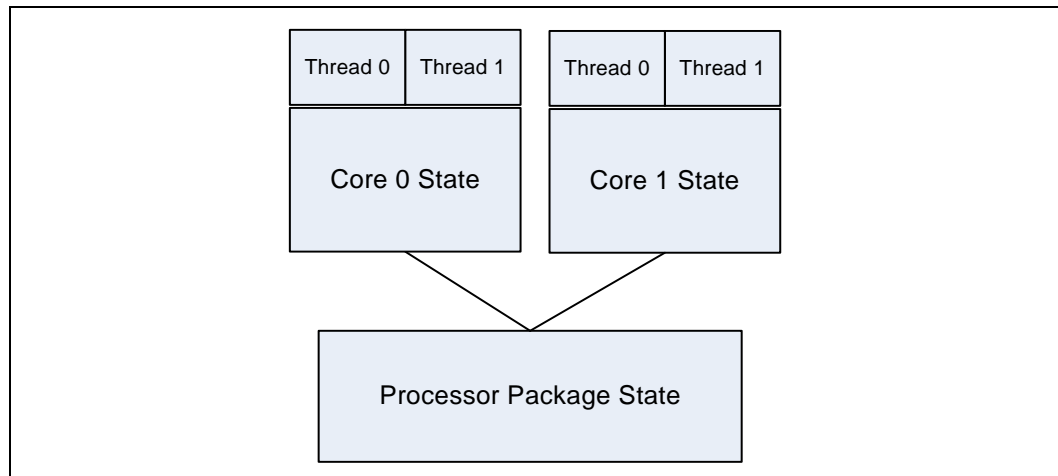 Thread 0 Thread 1 Thread 0 Thread 1
Core 0 State Core 1 State
Processor Package State